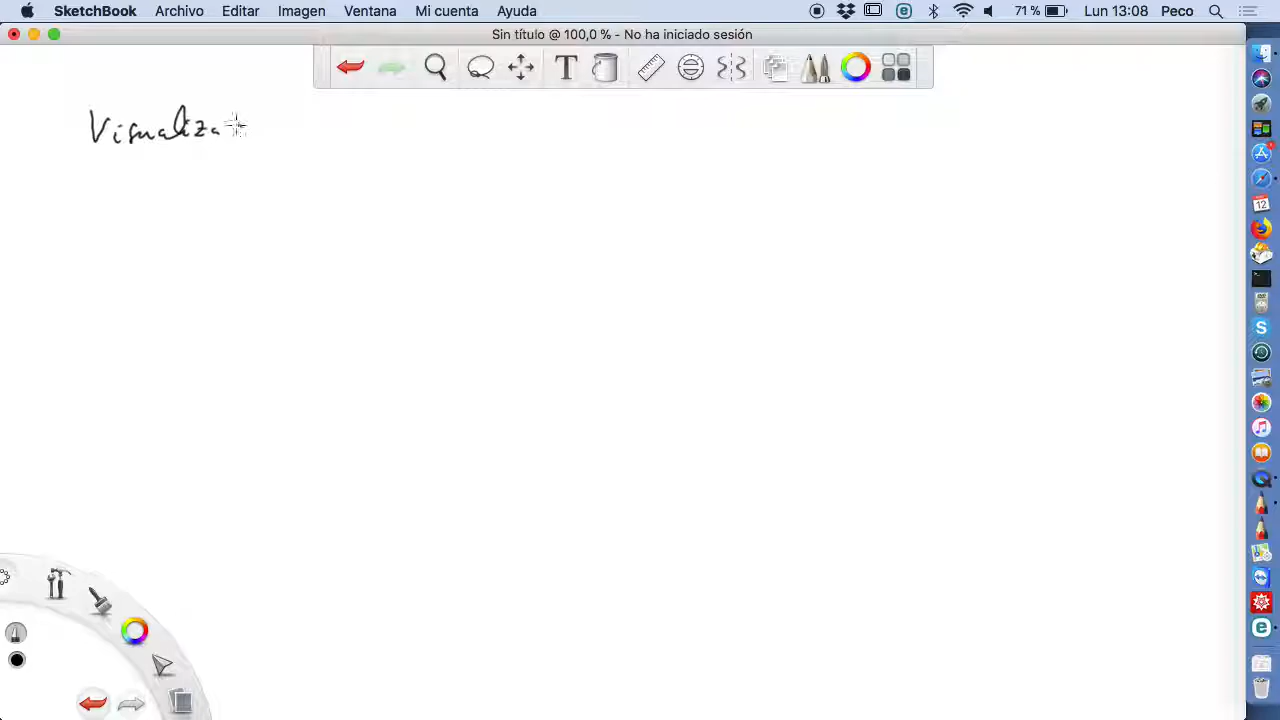 SketchBook Archivo Editar Imagen Ventana Mi cuenta Ayuda 71 % Lun 13:08 Peco
Sin título @ 100,0 % - No ha iniciado sesión
T
Visualiza
12
S